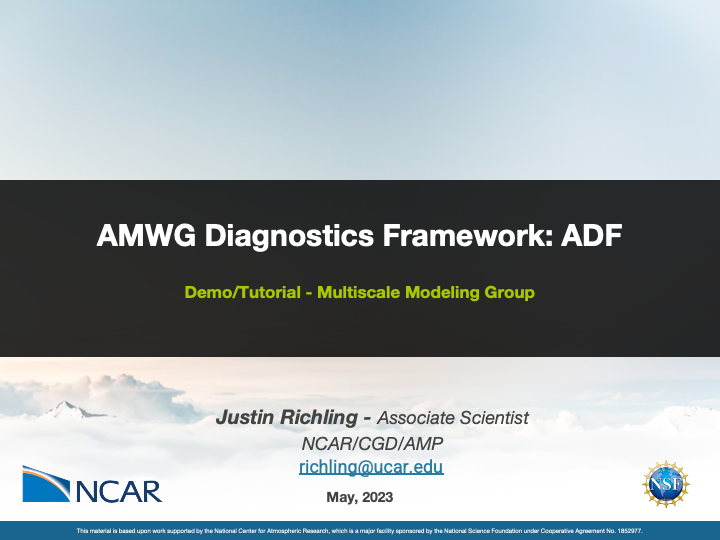 AMWG Diagnostics Framework: ADF
Demo/Tutorial - Multiscale Modeling Group
Justin Richling - Associate Scientist
NCAR/CGD/AMP
richling@ucar.edu
May, 2023
NCAR
NSF
This material is based upon work supported by the National Center for Atmospheric Research, which is a major facility sponsored by the National Science Foundation under Cooperative Agreement No. 1852977.